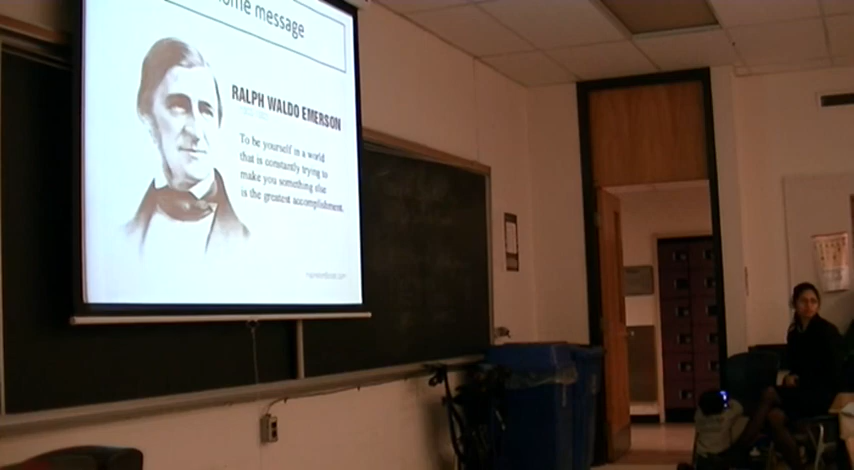 message
RALPH WALDO EMERSON
To be yourself in a world
that is constantly trying to
make you something else
is the greatest accomplishment.